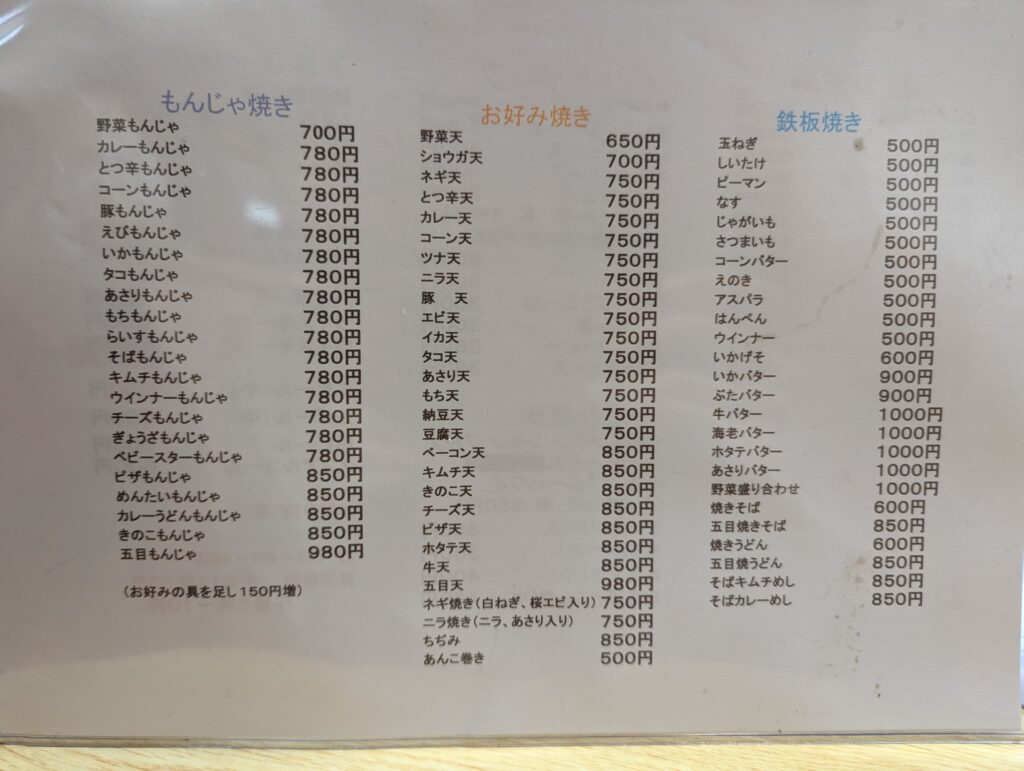 もんじゃ焼き
野菜もんじゃ 700円
カレーもんじゃ 780円
とつ辛もんじゃ 780円
コーンもんじゃ 780円
豚もんじゃ 780円
えびもんじゃ 780円
いかもんじゃ 780円
タコもんじゃ 780円
あさりもんじゃ 780円
もちもんじゃ 780円
らいすもんじゃ 780円
そばもんじゃ 780円
キムチもんじゃ 780円
ウインナーもんじゃ 780円
チーズもんじゃ 780円
ぎょうざもんじゃ 780円
ベビースターもんじゃ 780円
ピザもんじゃ 850円
めんたいもんじゃ 850円
カレーうどんもんじゃ 850円
きのこもんじゃ 850円
五目もんじゃ 980円
(お好みの具を足し150円増)
お好み焼き
野菜天 650円
ショウガ天 700円
ネギ天 750円
とつ辛天 750円
カレー天 750円
コーン天 750円
ツナ天 750円
ニラ天 750円
豚 天 750円
エビ天 750円
イカ天 750円
タコ天 750円
あさり天 750円
もち天 750円
納豆天 750円
豆腐天 750円
ベーコン天 850円
キムチ天 850円
きのこ天 850円
チーズ天 850円
ピザ天 850円
ホタテ天 850円
牛天 850円
五目天 980円
ネギ焼き(白ねぎ、桜エビ入り) 750円
ニラ焼き(ニラ、あさり入り) 750円
ちぢみ 850円
あんこ巻き 500円
鉄板焼き
玉ねぎ 500円
しいたけ 500円
ピーマン 500円
なす 500円
じゃがいも 500円
さつまいも 500円
コーンバター 500円
えのき 500円
アスパラ 500円
はんぺん 500円
ウインナー 500円
いかげそ 600円
いかバター 900円
ぶたバター 900円
牛バター 1000円
海老バター 1000円
ホタテバター 1000円
あさりバター 1000円
野菜盛り合わせ 1000円
焼きそば 600円
五目焼きそば 850円
焼きうどん 600円
五目焼うどん 850円
そばキムチめし 850円
そばカレーめし 850円